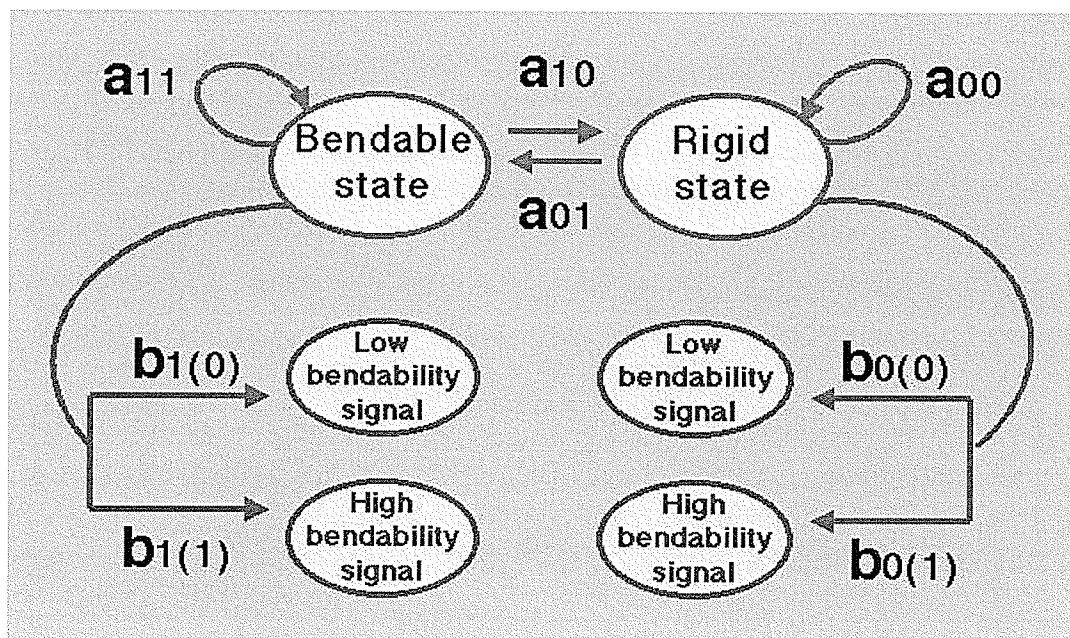 a11
a10
a00
Bendable
state
Rigid
state
a01
b1(0)
Low
bendability
signal
Low
bendability
signal
b0(0)
b1(1)
High
bendability
signal
High
bendability
signal
b0(1)